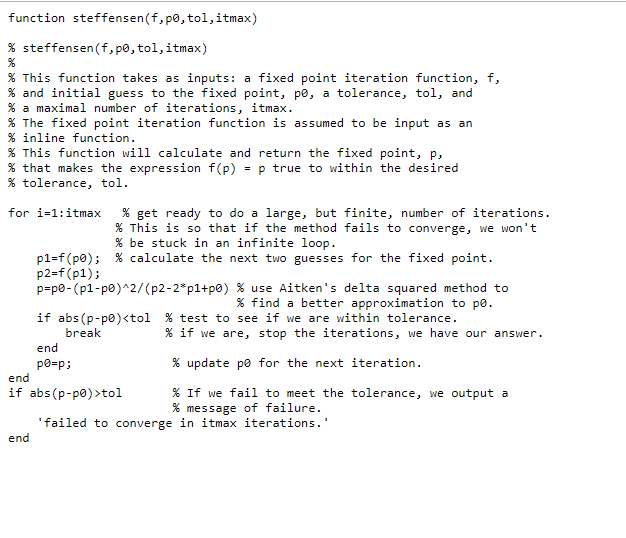 function steffensen(f,p0,tol,itmax)
% steffensen(f,p0,tol,itmax)
%
% This function takes as inputs: a fixed point iteration function, f,
% and initial guess to the fixed point, p0, a tolerance, tol, and
% a maximal number of iterations, itmax.
% The fixed point iteration function is assumed to be input as an
% inline function.
% This function will calculate and return the fixed point, p,
% that makes the expression f(p) = p true to within the desired
% tolerance, tol.
for i=1:itmax   % get ready to do a large, but finite, number of iterations.
                % This is so that if the method fails to converge, we won't
                % be stuck in an infinite loop.
    p1=f(p0);  % calculate the next two guesses for the fixed point.
    p2=f(p1);
    p=p0-(p1-p0)^2/(p2-2*p1+p0) % use Aitken's delta squared method to
                                % find a better approximation to p0.
    if abs(p-p0)<tol  % test to see if we are within tolerance.
        break         % if we are, stop the iterations, we have our answer.
    end
    p0=p;              % update p0 for the next iteration.
end
if abs(p-p0)>tol       % If we fail to meet the tolerance, we output a
                       % message of failure.
    'failed to converge in itmax iterations.'
end